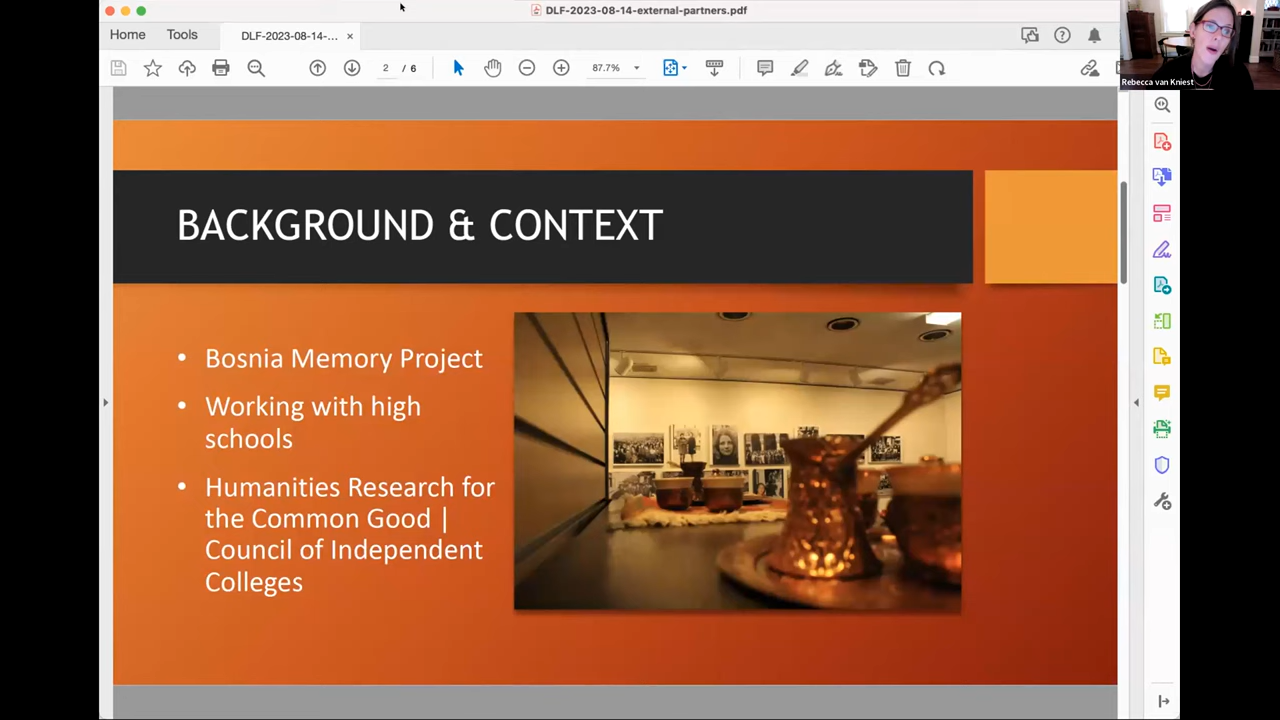 DLF-2023-08-14-external-partners.pdf
Home
Tools
DLF-2023-08-14-...
2 / 6
87.7%
Rebecca van Kniest
BACKGROUND & CONTEXT
• Bosnia Memory Project
• Working with high
schools
• Humanities Research for
the Common Good |
Council of Independent
Colleges